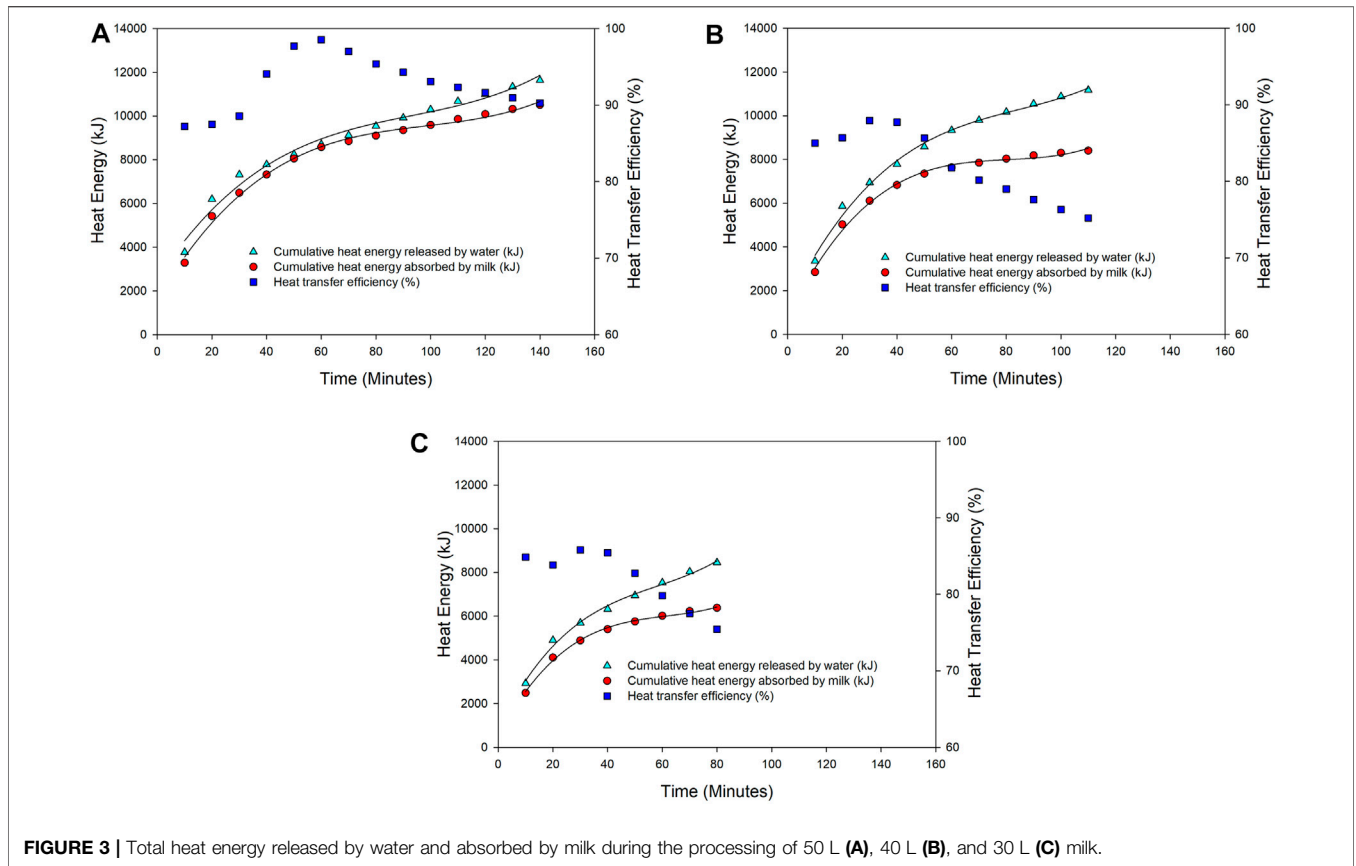 A
14000
12000
10000
8000
6000
4000
2000
0
Heat Energy (kJ)
100
90
80
70
60
Heat Transfer Efficiency (%)
Cumulative heat energy released by water (kJ)
Cumulative heat energy absorbed by milk (kJ)
Heat transfer efficiency (%)
0 20 40 60 80 100 120 140 160
Time (Minutes)
B
14000
12000
10000
8000
6000
4000
2000
0
Heat Energy (kJ)
100
90
80
70
60
Heat Transfer Efficiency (%)
Cumulative heat energy released by water (kJ)
Cumulative heat energy absorbed by milk (kJ)
Heat transfer efficiency (%)
0 20 40 60 80 100 120 140 160
Time (Minutes)
C
14000
12000
10000
8000
6000
4000
2000
0
Heat Energy (kJ)
100
90
80
70
60
Heat Transfer Efficiency (%)
Cumulative heat energy released by water (kJ)
Cumulative heat energy absorbed by milk (kJ)
Heat transfer efficiency (%)
0 20 40 60 80 100 120 140 160
Time (Minutes)
FIGURE 3 | Total heat energy released by water and absorbed by milk during the processing of 50 L (A), 40 L (B), and 30 L (C) milk.